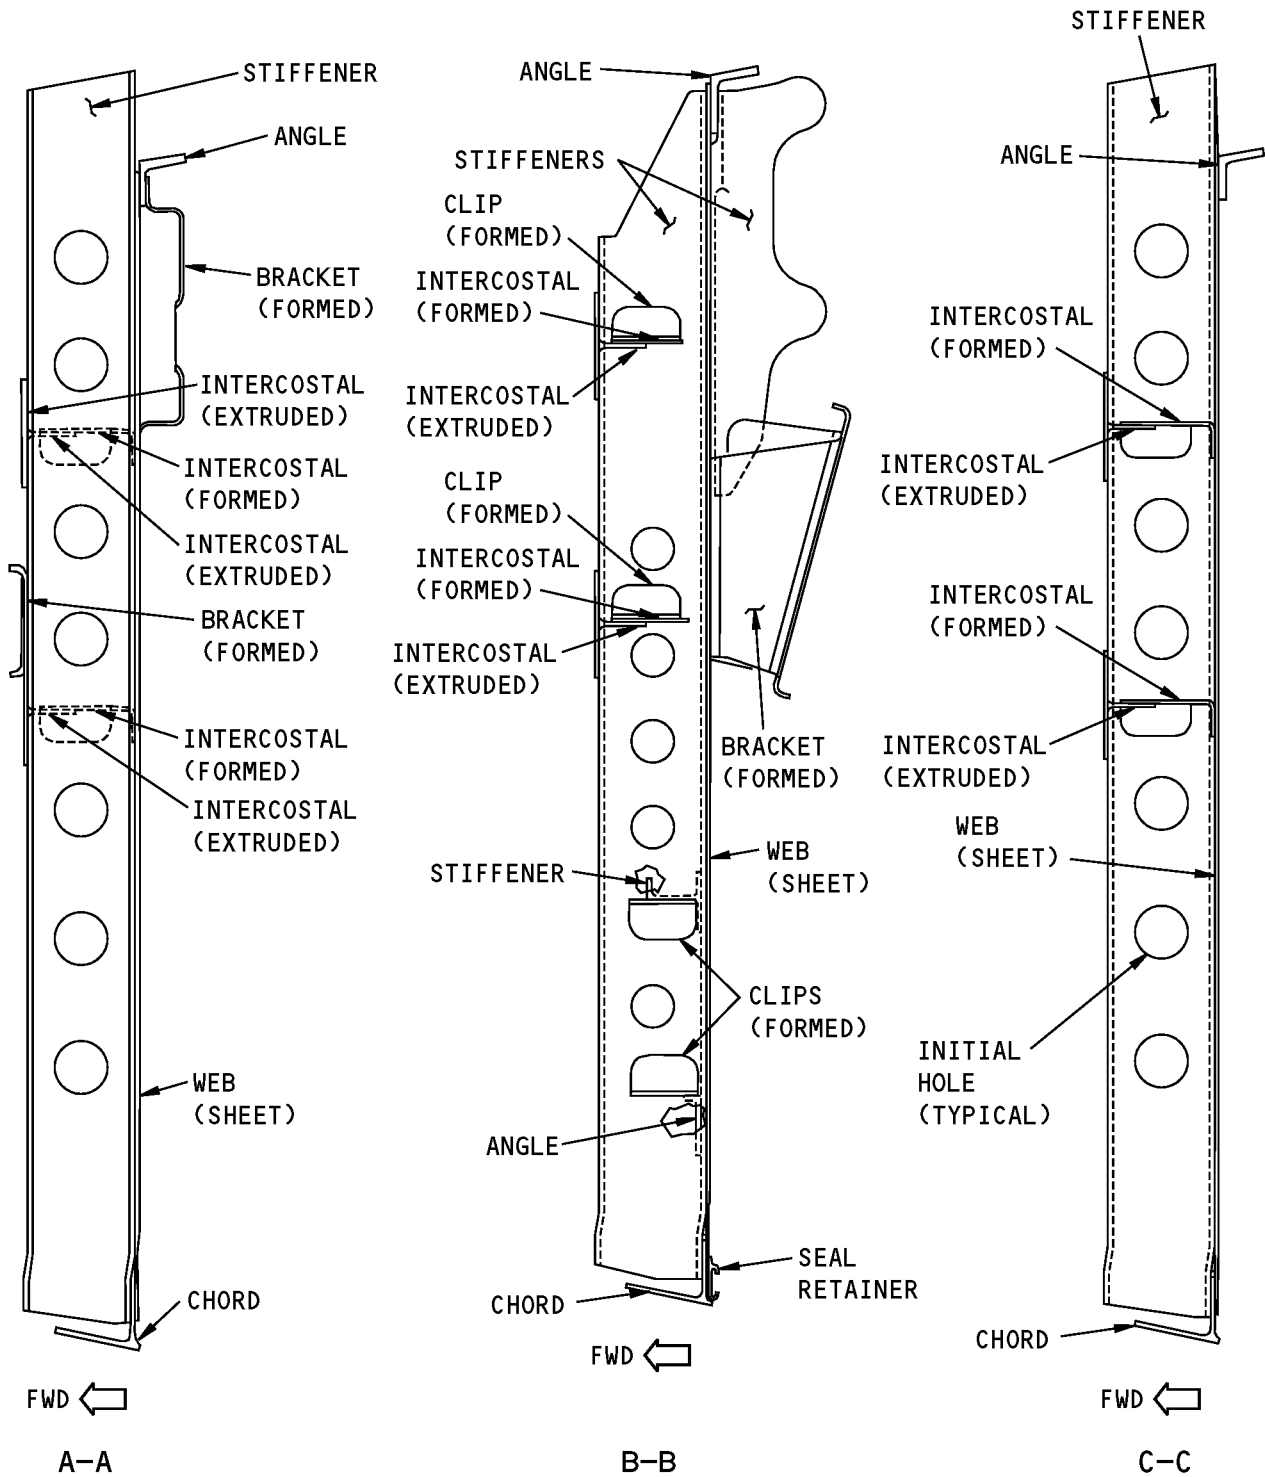 STIFFENER
ANGLE
BRACKET
(FORMED)
INTERCOSTAL
(EXTRUDED)
INTERCOSTAL
(FORMED)
INTERCOSTAL
(EXTRUDED)
BRACKET
(FORMED)
INTERCOSTAL
(FORMED)
INTERCOSTAL
(EXTRUDED)
WEB
(SHEET)
CHORD
FWD
A-A
ANGLE
STIFFENERS
CLIP
(FORMED)
INTERCOSTAL
(FORMED)
INTERCOSTAL
(EXTRUDED)
CLIP
(FORMED)
INTERCOSTAL
(FORMED)
INTERCOSTAL
(EXTRUDED)
BRACKET
(FORMED)
WEB
(SHEET)
STIFFENER
CLIPS
(FORMED)
ANGLE
SEAL
RETAINER
CHORD
FWD
B-B
STIFFENER
ANGLE
INTERCOSTAL
(FORMED)
INTERCOSTAL
(EXTRUDED)
INTERCOSTAL
(FORMED)
INTERCOSTAL
(EXTRUDED)
WEB
(SHEET)
INITIAL
HOLE
(TYPICAL)
CHORD
FWD
C-C